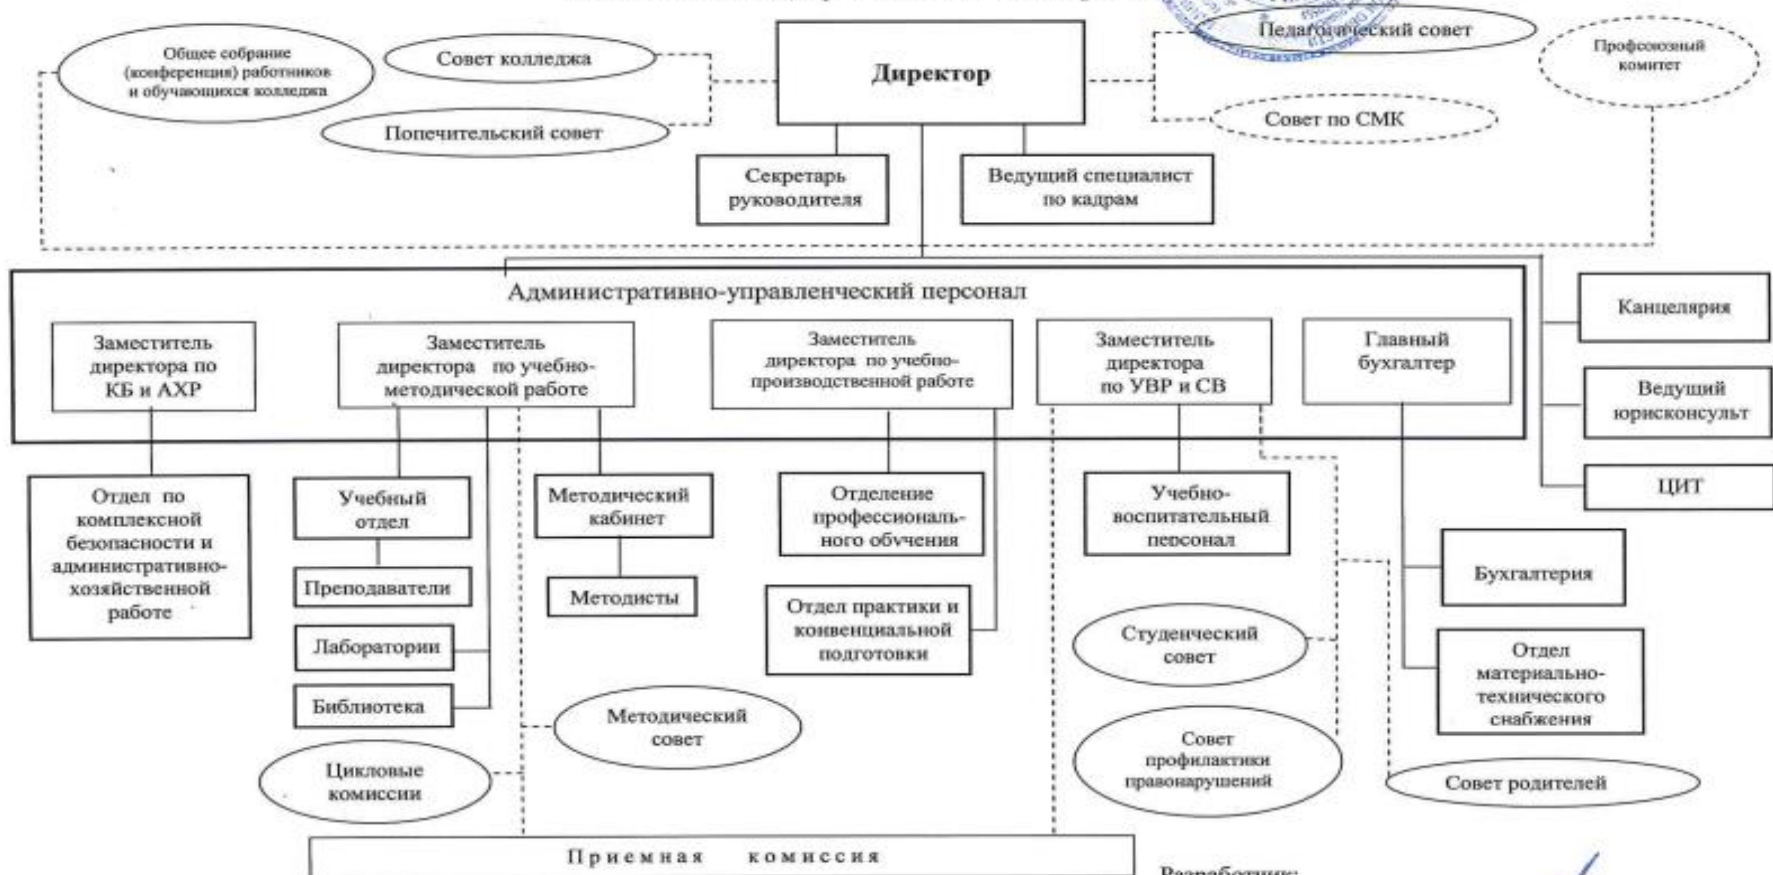 Общее собрание
(конференция) работников
и обучающихся колледжа
Совет колледжа
Попечительский совет
Директор
Педагогический совет
Совет по СМК
Профсоюзный
комитет
Секретарь
руководителя
Ведущий специалист
по кадрам
Административно-управленческий персонал
Заместитель
директора по
КБ и АХР
Заместитель
директора по учебно-
методической работе
Заместитель
директора по учебно-
производственной работе
Заместитель
директора
по УВР и СВ
Главный
бухгалтер
Канцелярия
Ведущий
юрисконсульт
ЦИТ
Отдел по
комплексной
безопасности и
административно-
хозяйственной
работе
Учебный
отдел
Преподаватели
Лаборатории
Библиотека
Цикловые
комиссии
Методический
кабинет
Методисты
Методический
совет
Отделение
профессиональ-
ного обучения
Отдел практики и
конвенциальной
подготовки
Учебно-
воспитательный
персонал
Студенческий
совет
Совет
профилактики
правонарушений
Бухгалтерия
Отдел
материально-
технического
снабжения
Совет родителей
Приемная комиссия
Разработчик: